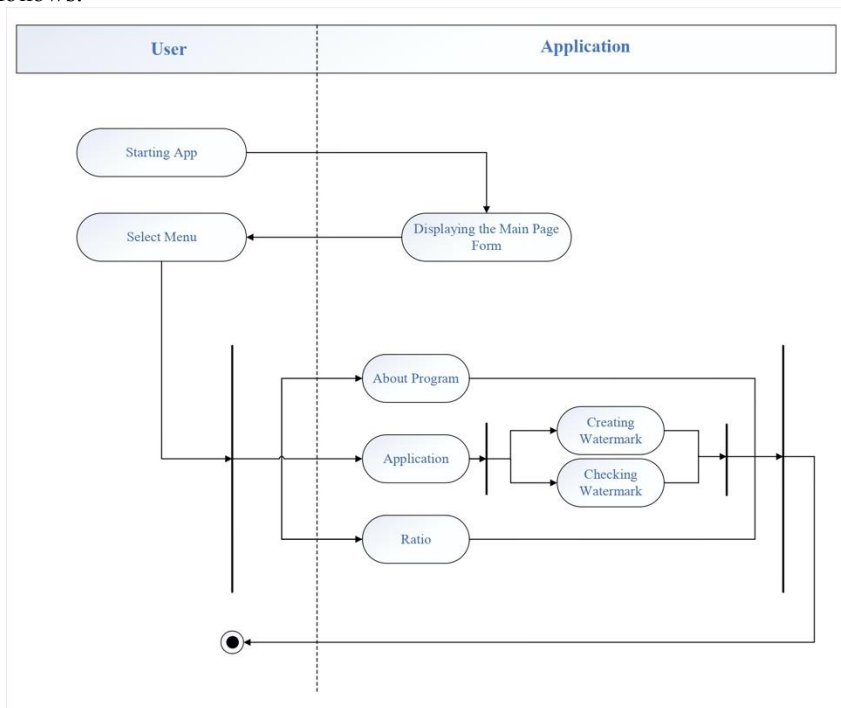 User
Application
Starting App
Select Menu
Displaying the Main Page
Form
About Program
Application
Creating
Watermark
Checking
Watermark
Ratio